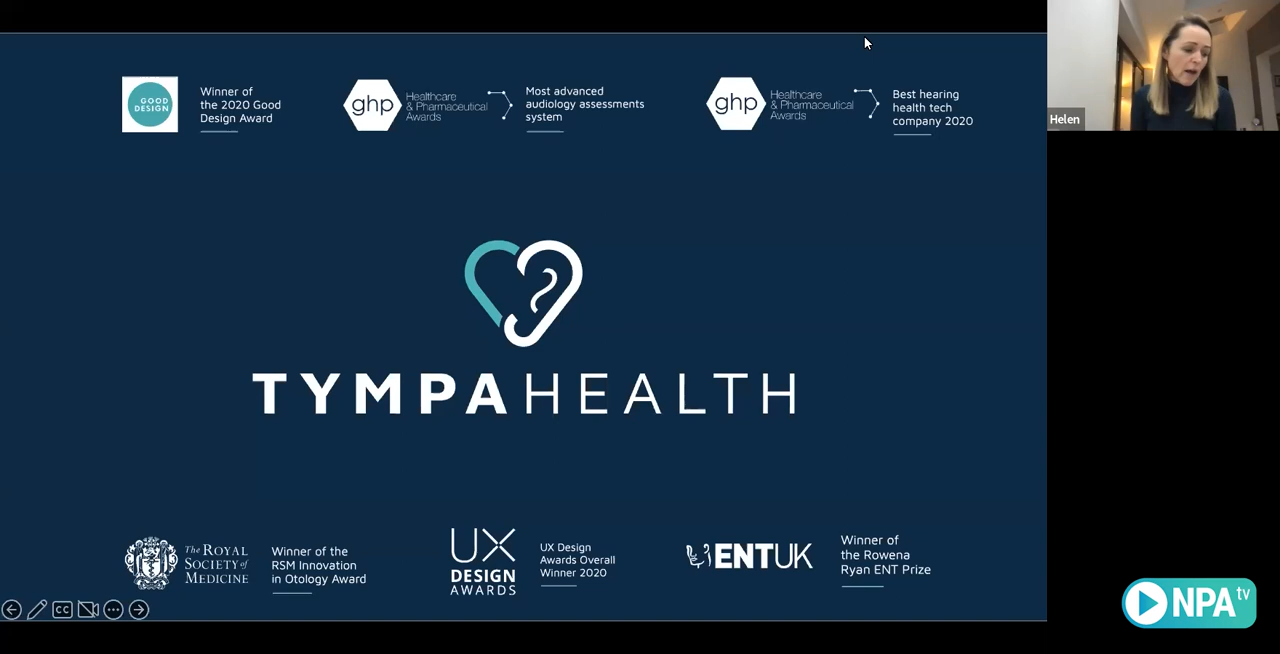 GOOD
DESIGN
Winner of
the 2020 Good
Design Award
ghp
Healthcare
& Pharmaceutical
Awards
Most advanced
audiology assessments
system
ghp
Healthcare
& Pharmaceutical
Awards
Best hearing
health tech
company 2020
Helen
TYMPAHEALTH
The ROYAL
SOCIETY of
MEDICINE
Winner of the
RSM Innovation
in Otology Award
UX
DESIGN
AWARDS
UX Design
Awards Overall
Winner 2020
ENTUK
Winner of
the Rowena
Ryan ENT Prize
CC
NPAtv